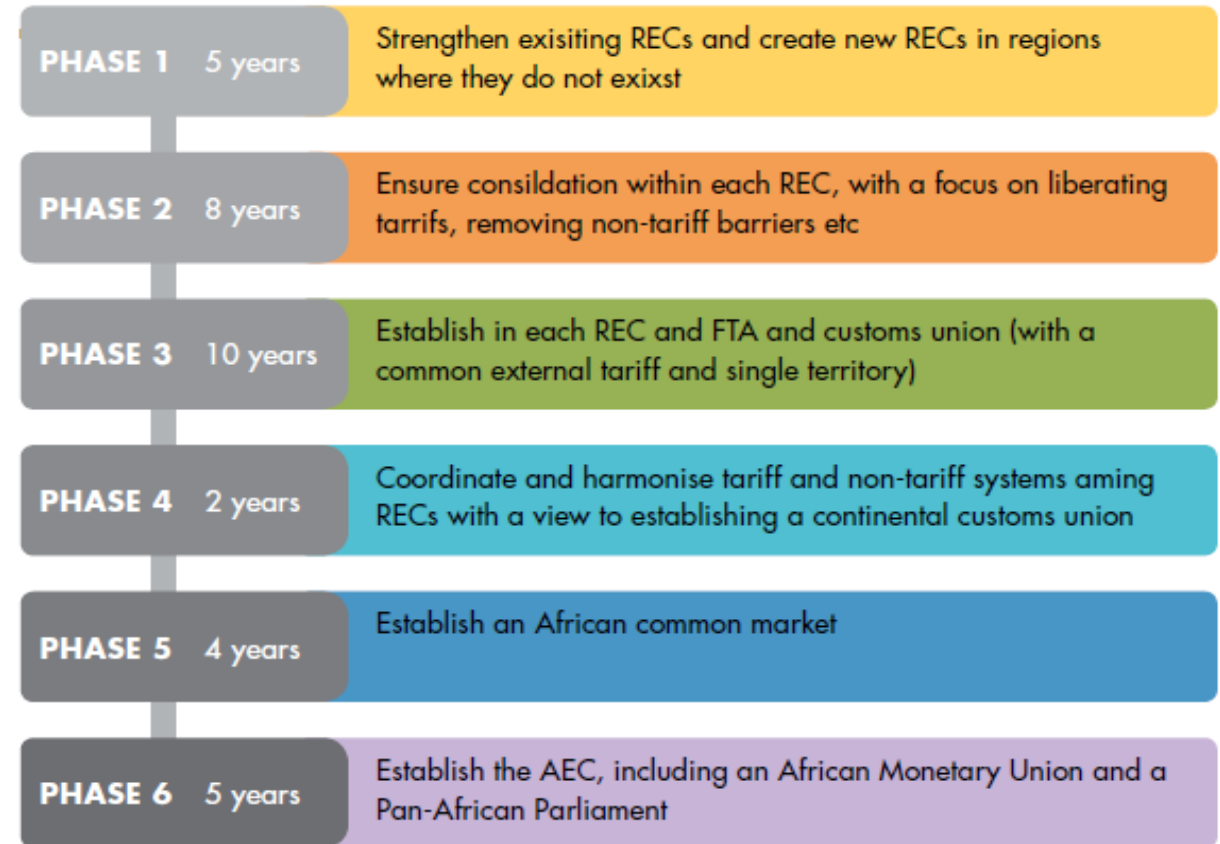 PHASE 1 5 years
Strengthen exisiting RECs and create new RECs in regions
where they do not exixst
PHASE 2 8 years
Ensure consildation within each REC, with a focus on liberating
tarrifs, removing non-tariff barriers etc
PHASE 3 10 years
Establish in each REC and FTA and customs union (with a
common external tariff and single territory)
PHASE 4 2 years
Coordinate and harmonise tariff and non-tariff systems aming
RECs with a view to establishing a continental customs union
PHASE 5 4 years
Establish an African common market
PHASE 6 5 years
Establish the AEC, including an African Monetary Union and a
Pan-African Parliament